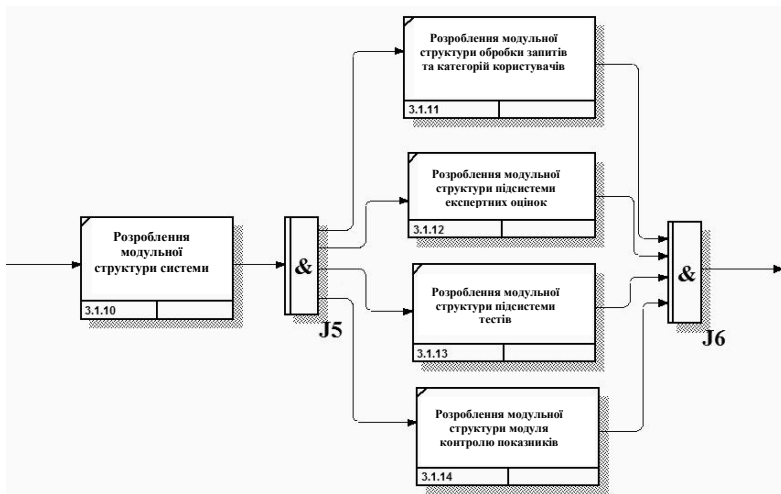 Розроблення модульної
структури обробки запитів
та категорій користувачів
3.1.11
Розроблення модульної
структури підсистеми
експертних оцінок
3.1.12
Розроблення
модульної
структури системи
3.1.10
&
J5
Розроблення модульної
структури підсистеми
тестів
3.1.13
&
J6
Розроблення модульної
структури модуля
контролю показників
3.1.14